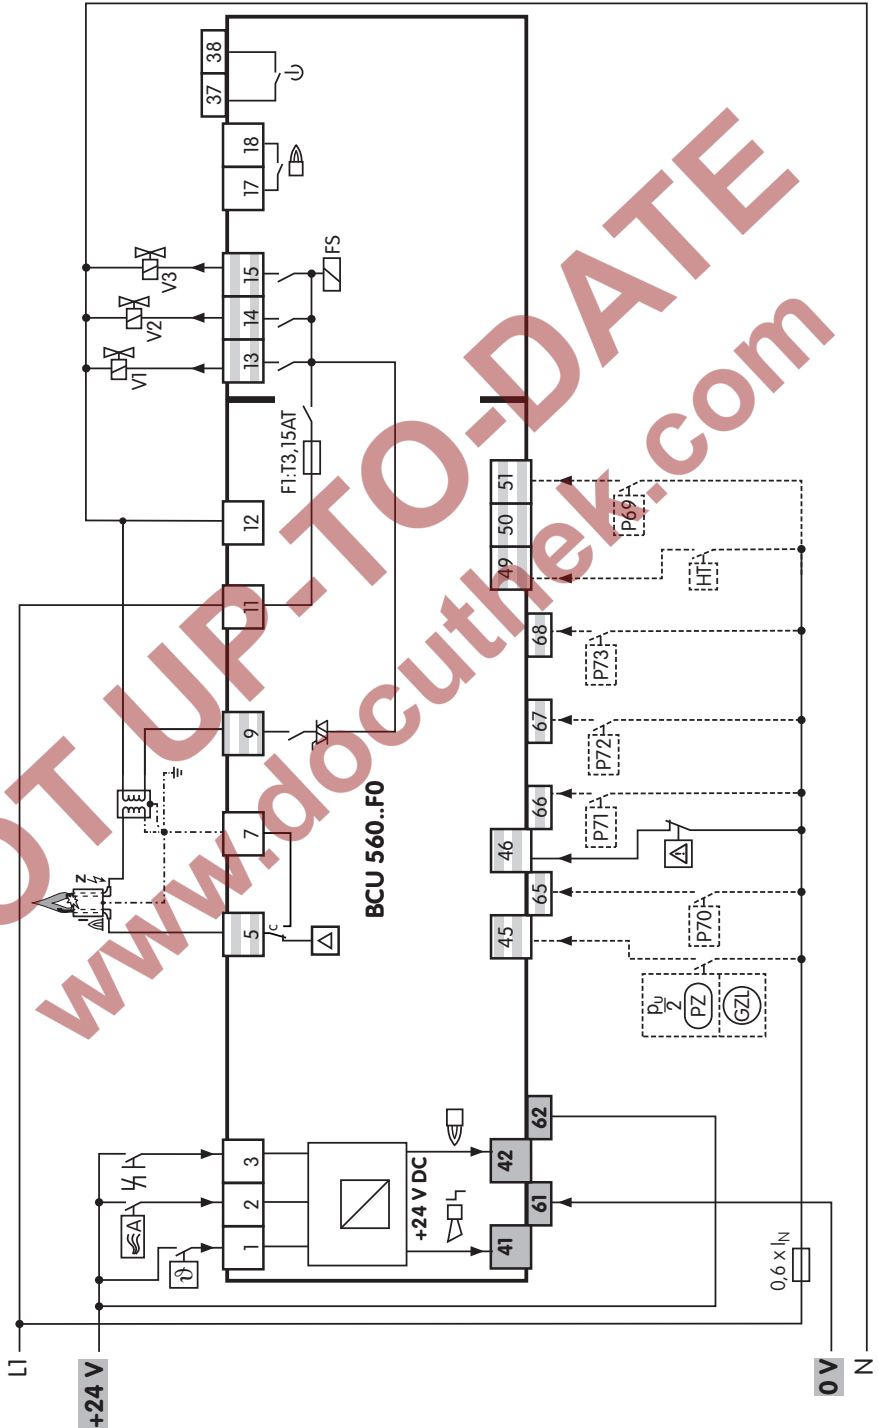 38
37
18
17
15
14
13
12
11
9
7
5
3
2
1
V3
V2
V1
FS
F1:T3,15AT
BCU 560..F0
C
Z
I
A
ϑ
+24 V DC
51
50
49
68
67
66
46
65
45
62
42
61
41
P69
HT
P73
P72
P71
P70
pu
2
PZ
GZL
0,6 x IN
L1
+24 V
0 V
N
OT UP-TO-DATE
www.docuthek.com